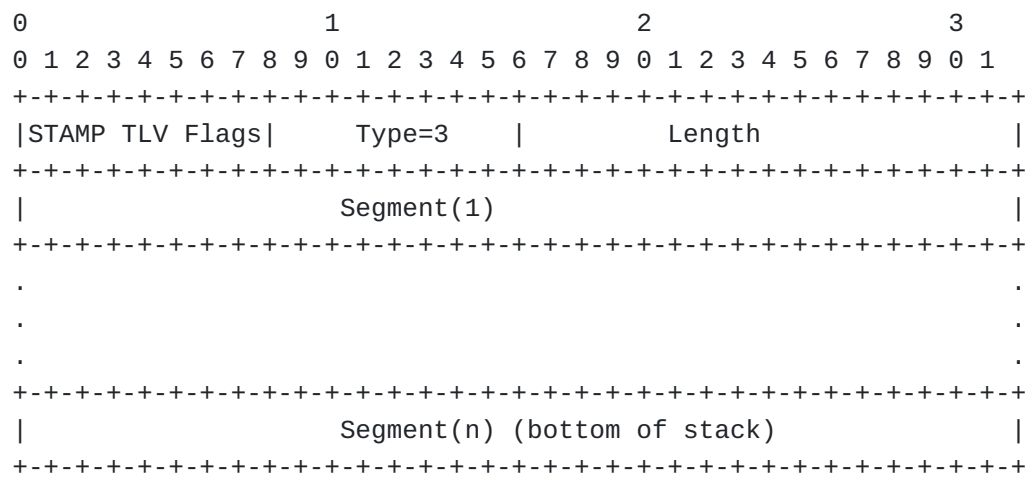 0                   1                   2                   3
0 1 2 3 4 5 6 7 8 9 0 1 2 3 4 5 6 7 8 9 0 1 2 3 4 5 6 7 8 9 0 1
+-+-+-+-+-+-+-+-+-+-+-+-+-+-+-+-+-+-+-+-+-+-+-+-+-+-+-+-+-+-+-+-+
|STAMP TLV Flags|     Type=3    |         Length                |
+-+-+-+-+-+-+-+-+-+-+-+-+-+-+-+-+-+-+-+-+-+-+-+-+-+-+-+-+-+-+-+-+
|                    Segment(1)                                 |
+-+-+-+-+-+-+-+-+-+-+-+-+-+-+-+-+-+-+-+-+-+-+-+-+-+-+-+-+-+-+-+-+
.                                                               .
.                                                               .
.                                                               .
+-+-+-+-+-+-+-+-+-+-+-+-+-+-+-+-+-+-+-+-+-+-+-+-+-+-+-+-+-+-+-+-+
|                    Segment(n) (bottom of stack)               |
+-+-+-+-+-+-+-+-+-+-+-+-+-+-+-+-+-+-+-+-+-+-+-+-+-+-+-+-+-+-+-+-+